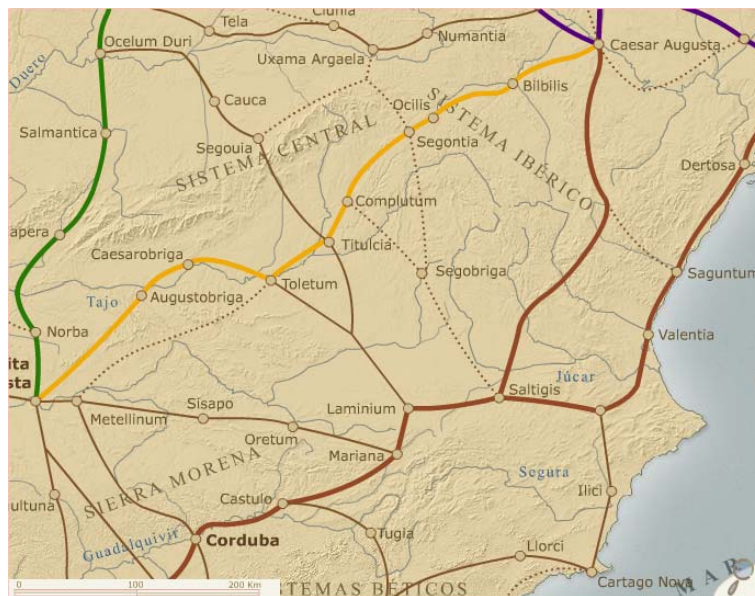 Tela
Clunia
Numantia
Ocelum Duri
Uxama Argaela
Caesar Augusta
Duero
Cauca
Ocilis
Bilbilis
Salmantica
Segouia
SISTEMA CENTRAL
Segontia
SISTEMA IBÉRICO
Dertosa
apera
Complutum
Titulcia
Caesarobriga
Segobriga
Saguntum
Tajo
Augustobriga
Toletum
Norba
Valentia
ita
sta
Júcar
Saltigis
Metellinum
Sisapo
Laminium
Oretum
Mariana
SIERRA MORENA
Segura
Ilici
ultuna
Castulo
Guadalquivir
Corduba
Tugia
Llorci
Cartago Nova
MAR
0 100 200 Km
TEMAS BÉTICOS